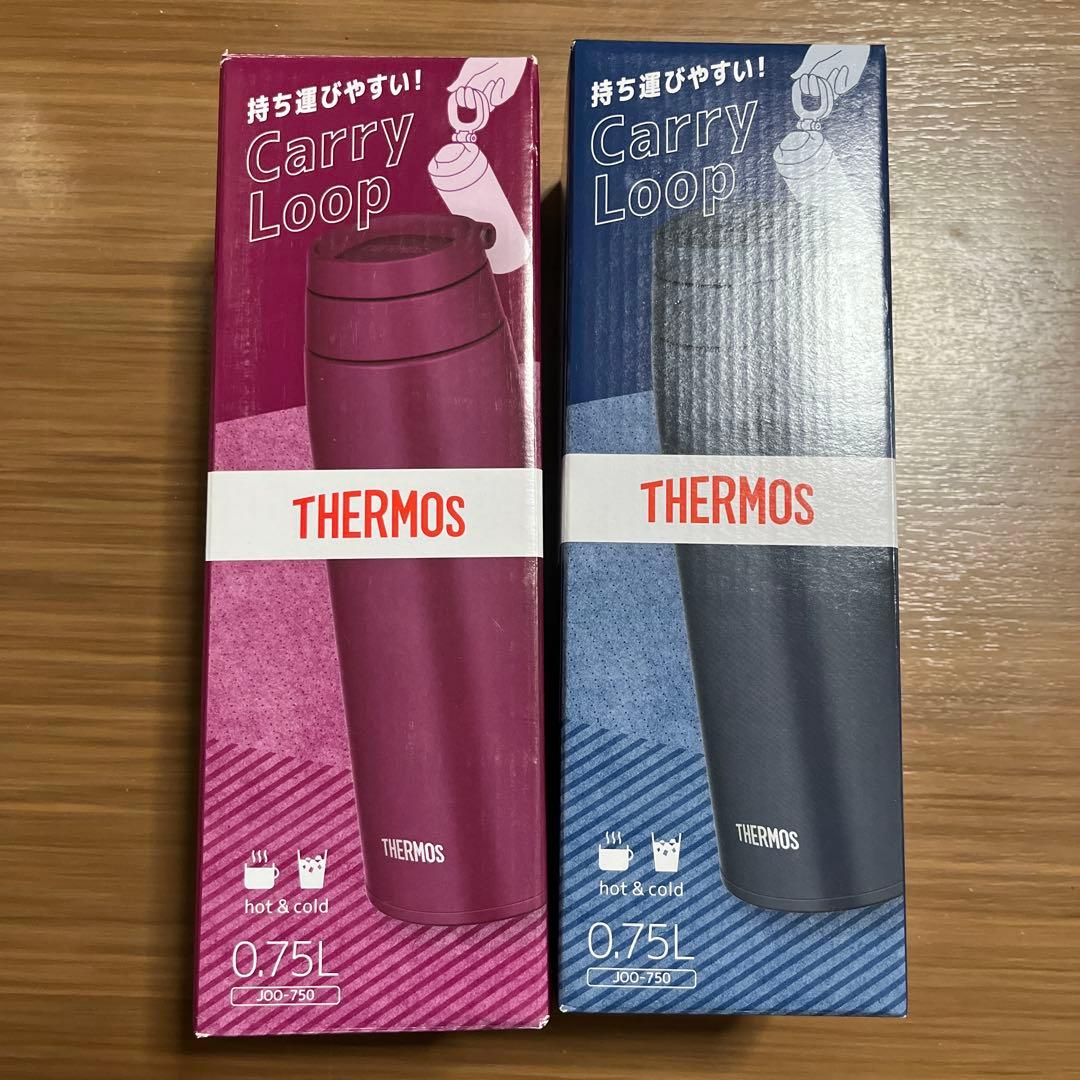 持ち運びやすい!
Carry
Loop
THERMOS
THERMOS
hot & cold
0.75L
JOO-750
持ち運びやすい!
Carry
Loop
THERMOS
THERMOS
hot & cold
0.75L
JOO-750